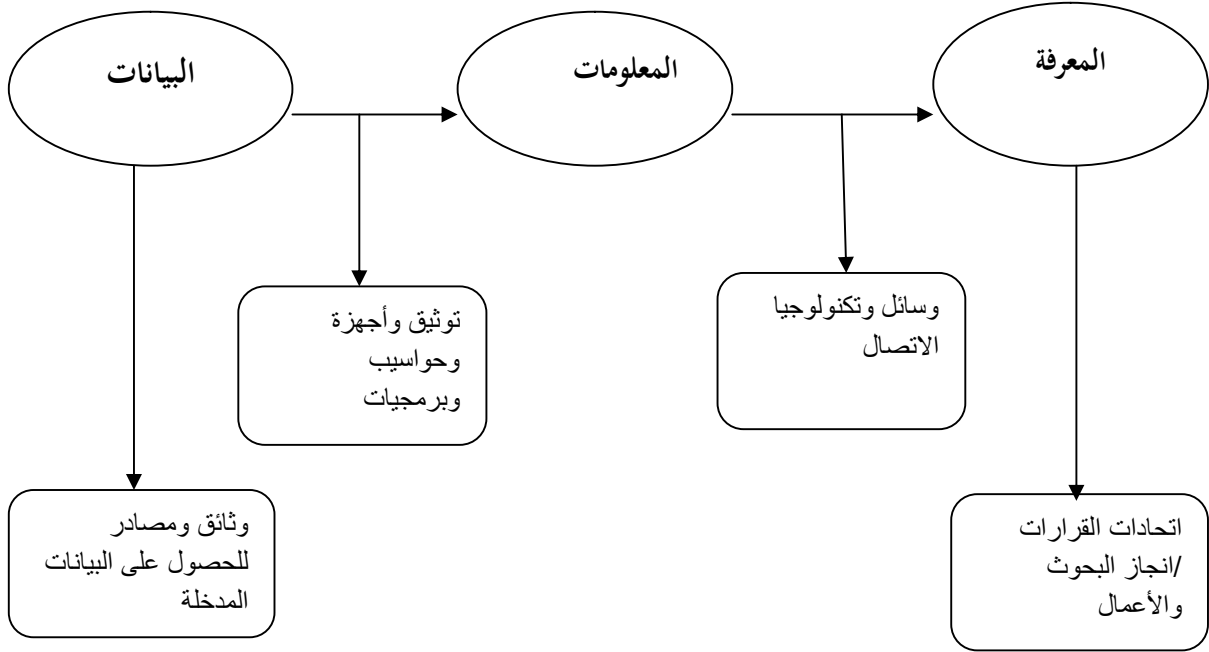 البيانات
المعلومات
المعرفة
توثيق وأجهزة
وحواسيب
وبرمجيات
وسائل وتكنولوجيا
الاتصال
وثائق ومصادر
للحصول على البيانات
المدخلة
اتحادات القرارات
/انجاز البحوث
والأعمال